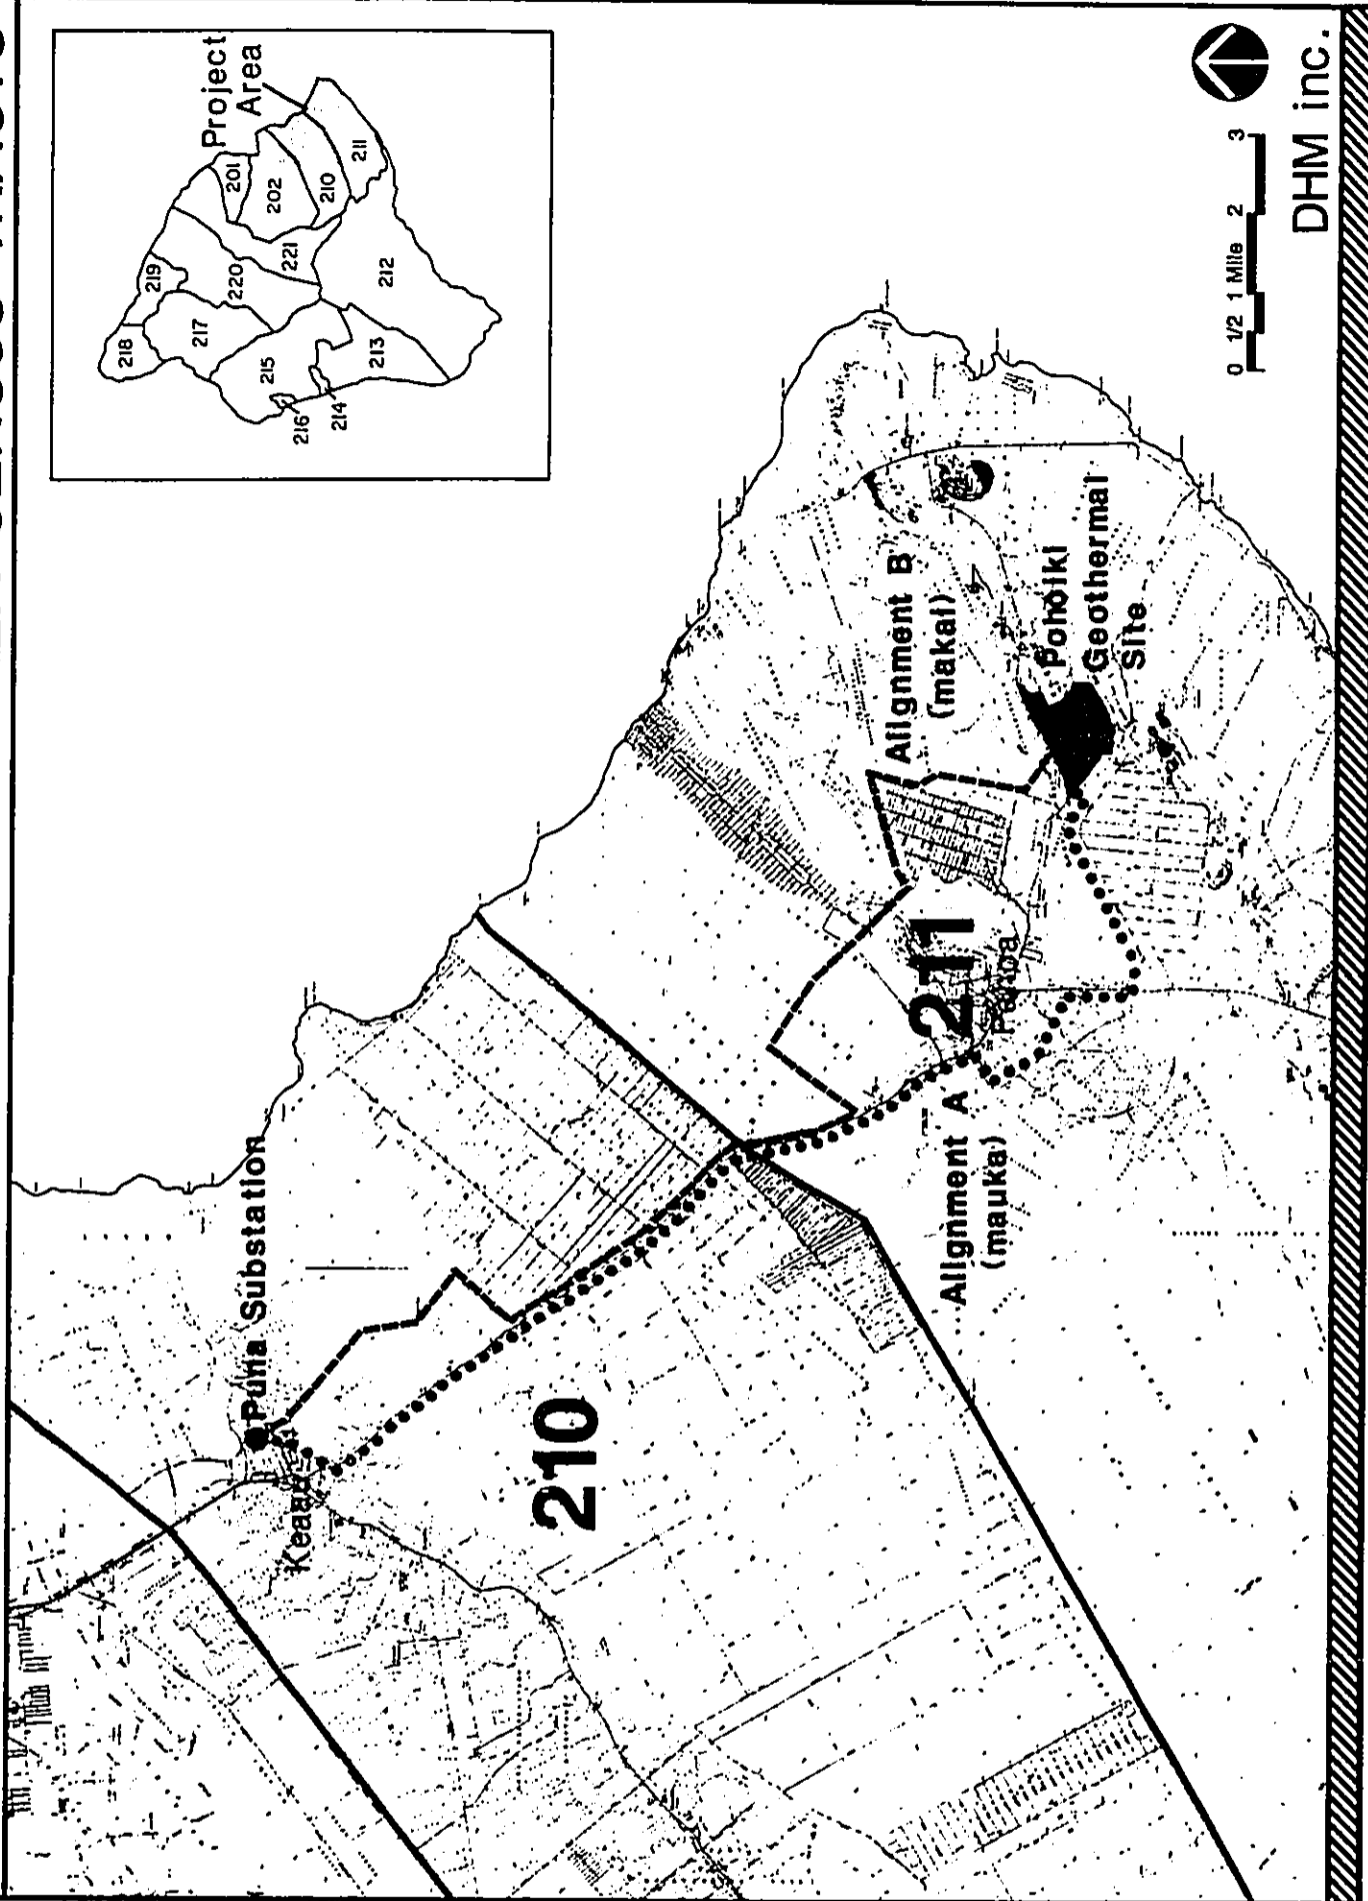 Project
Area
201
202
210
211
212
213
214
215
216
217
218
219
220
221
Puna Substation
Keaau
210
211
Pahoa
Alignment A
(mauka)
Alignment B
(makai)
Pohoiki
Geothermal
Site
0 1/2 1 Mile 2 3
DHM inc.